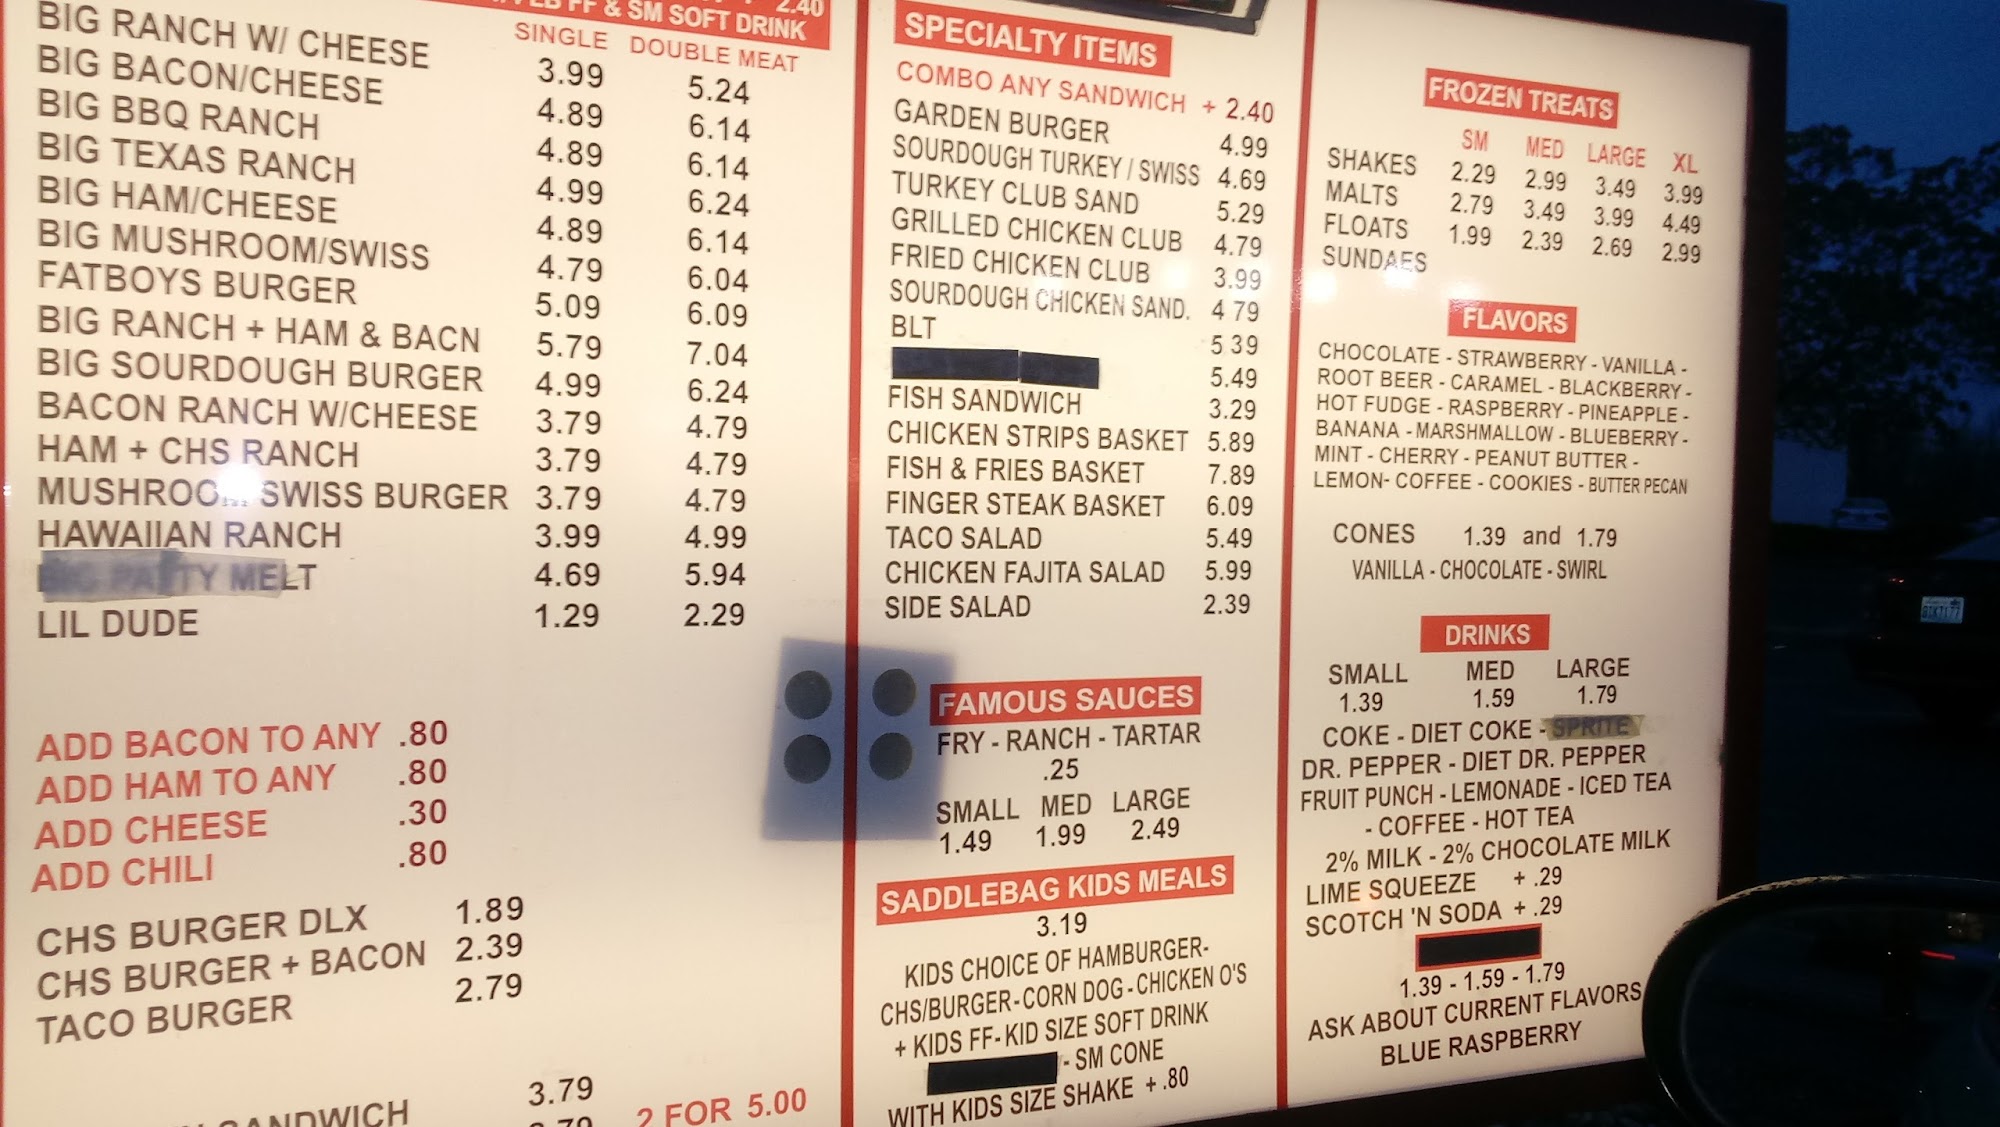 2.40
FF & SM SOFT DRINK
SINGLE DOUBLE MEAT
BIG RANCH W/ CHEESE 3.99 5.24
BIG BACON/CHEESE 4.89 6.14
BIG BBQ RANCH 4.89 6.14
BIG TEXAS RANCH 4.99 6.24
BIG HAM/CHEESE 4.89 6.14
BIG MUSHROOM/SWISS 4.79 6.04
FATBOYS BURGER 5.09 6.09
BIG RANCH + HAM & BACN 5.79 7.04
BIG SOURDOUGH BURGER 4.99 6.24
BACON RANCH W/CHEESE 3.79 4.79
HAM + CHS RANCH 3.79 4.79
MUSHROOM SWISS BURGER 3.79 4.79
HAWAIIAN RANCH 3.99 4.99
BIG PATTY MELT 4.69 5.94
LIL DUDE 1.29 2.29
ADD BACON TO ANY .80
ADD HAM TO ANY .80
ADD CHEESE .30
ADD CHILI .80
CHS BURGER DLX 1.89
CHS BURGER + BACON 2.39
TACO BURGER 2.79
3.79
SANDWICH
2 FOR 5.00
SPECIALTY ITEMS
COMBO ANY SANDWICH + 2.40
GARDEN BURGER 4.99
SOURDOUGH TURKEY / SWISS 4.69
TURKEY CLUB SAND 5.29
GRILLED CHICKEN CLUB 4.79
FRIED CHICKEN CLUB 3.99
SOURDOUGH CHICKEN SAND. 4 79
BLT 5.39
5.49
FISH SANDWICH 3.29
CHICKEN STRIPS BASKET 5.89
FISH & FRIES BASKET 7.89
FINGER STEAK BASKET 6.09
TACO SALAD 5.49
CHICKEN FAJITA SALAD 5.99
SIDE SALAD 2.39
FAMOUS SAUCES
FRY - RANCH - TARTAR
.25
SMALL MED LARGE
1.49 1.99 2.49
SADDLEBAG KIDS MEALS
3.19
KIDS CHOICE OF HAMBURGER-
CHS/BURGER-CORN DOG-CHICKEN O'S
+ KIDS FF- KID SIZE SOFT DRINK
- SM CONE
WITH KIDS SIZE SHAKE + .80
FROZEN TREATS
SM MED LARGE XL
SHAKES 2.29 2.99 3.49 3.99
MALTS 2.79 3.49 3.99 4.49
FLOATS 1.99 2.39 2.69 2.99
SUNDAES
FLAVORS
CHOCOLATE - STRAWBERRY - VANILLA -
ROOT BEER - CARAMEL - BLACKBERRY -
HOT FUDGE - RASPBERRY - PINEAPPLE -
BANANA - MARSHMALLOW - BLUEBERRY -
MINT - CHERRY - PEANUT BUTTER -
LEMON- COFFEE - COOKIES - BUTTER PECAN
CONES 1.39 and 1.79
VANILLA - CHOCOLATE - SWIRL
DRINKS
SMALL MED LARGE
1.39 1.59 1.79
COKE - DIET COKE - SPRITE
DR. PEPPER - DIET DR. PEPPER
FRUIT PUNCH - LEMONADE - ICED TEA
- COFFEE - HOT TEA
2% MILK - 2% CHOCOLATE MILK
LIME SQUEEZE + .29
SCOTCH 'N SODA + .29
1.39 - 1.59 - 1.79
ASK ABOUT CURRENT FLAVORS
BLUE RASPBERRY